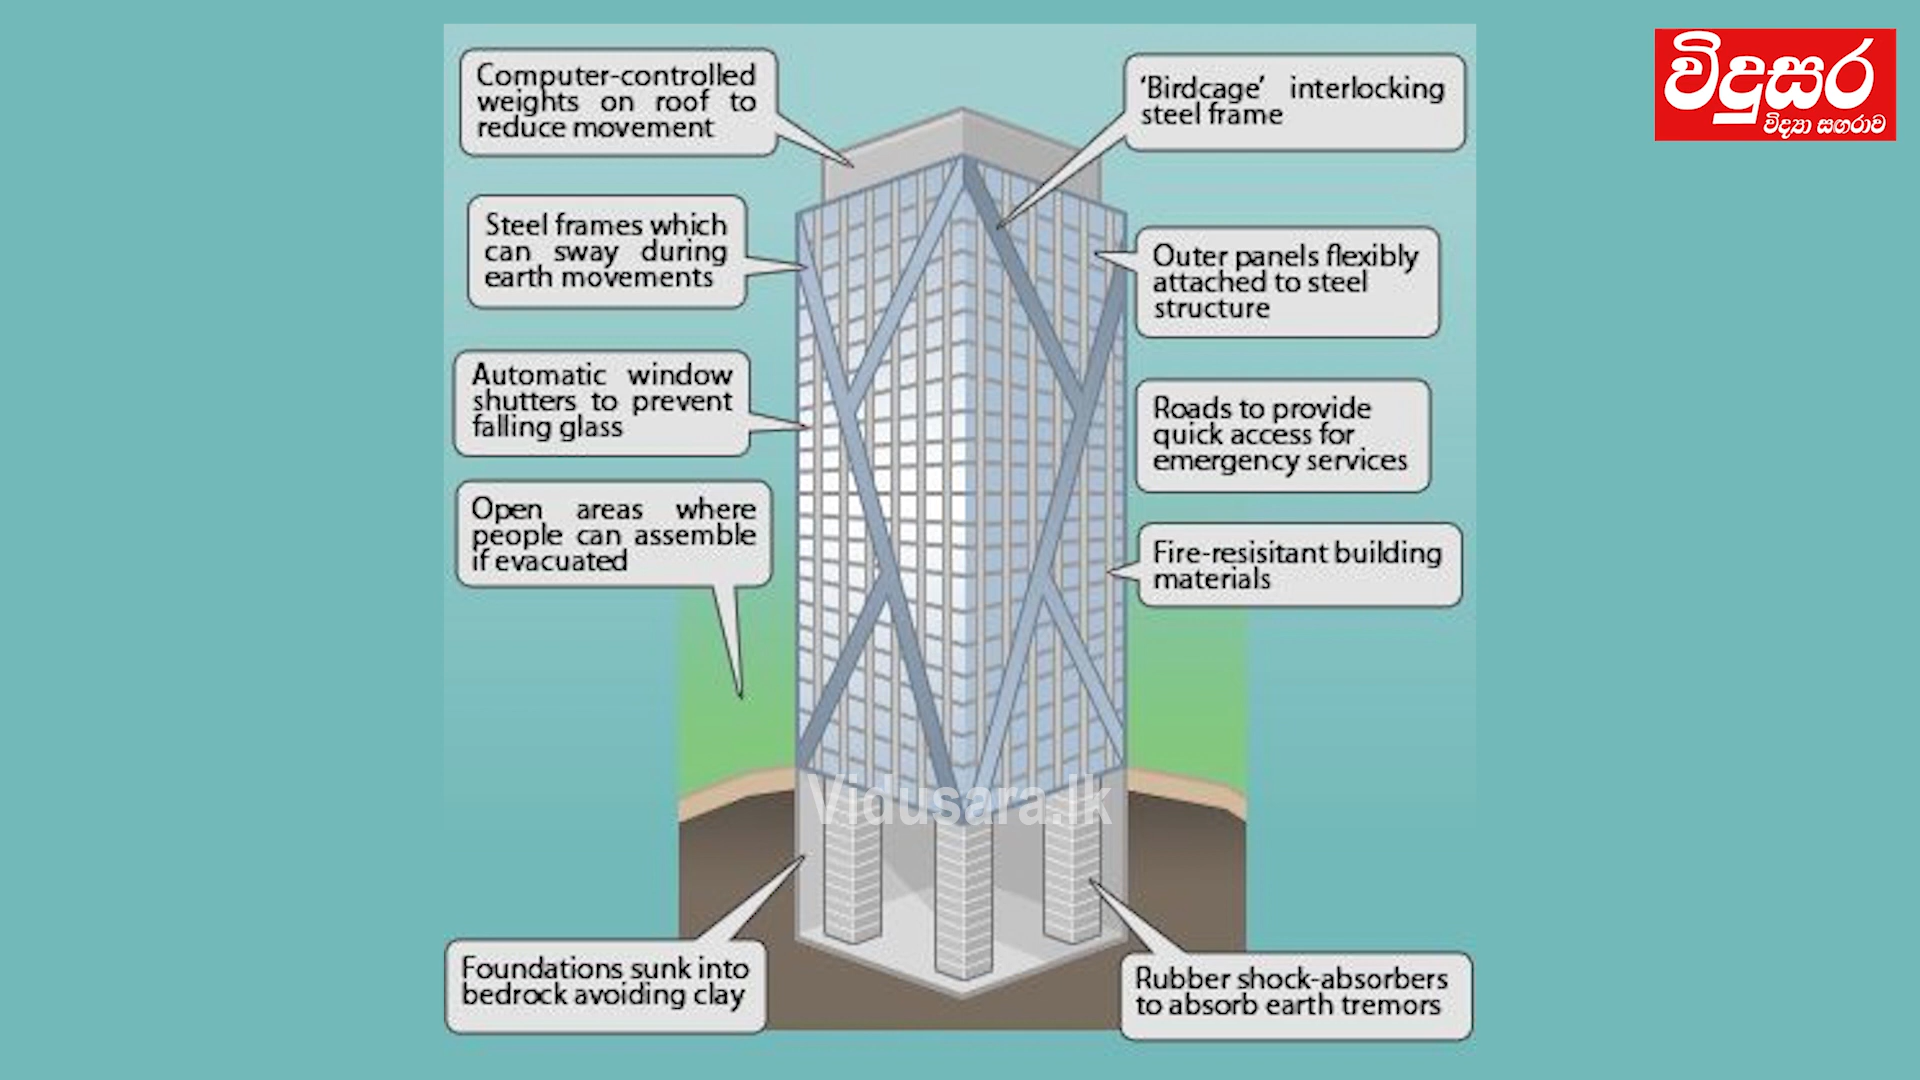 Computer-controlled
weights on roof to
reduce movement
Steel frames which
can sway during
earth movements
Automatic window
shutters to prevent
falling glass
Open areas where
people can assemble
if evacuated
Foundations sunk into
bedrock avoiding clay
'Birdcage' interlocking
steel frame
Outer panels flexibly
attached to steel
structure
Roads to provide
quick access for
emergency services
Fire-resisitant building
materials
Rubber shock-absorbers
to absorb earth tremors
Vidusara.lk
විදුසර
විද්‍යා සඟරාව